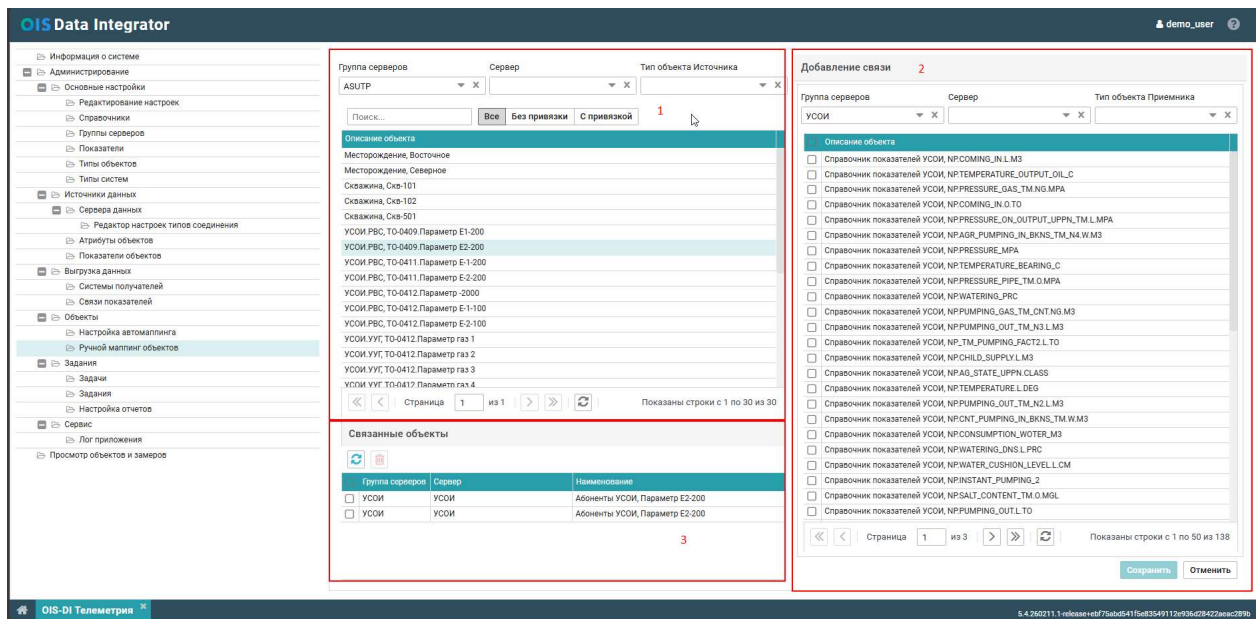 OIS Data Integrator
demo_user
Информация о системе
Администрирование
Основные настройки
Редактирование настроек
Справочники
Группы серверов
Показатели
Типы объектов
Типы систем
Источники данных
Сервера данных
Редактор настроек типов соединения
Атрибуты объектов
Показатели объектов
Выгрузка данных
Системы получателей
Связи показателей
Объекты
Настройка автомаппинга
Ручной маппинг объектов
Задания
Задачи
Задания
Настройка отчетов
Сервис
Лог приложения
Просмотр объектов и замеров
Группа серверов Сервер Тип объекта Источника
ASUTP
Поиск... Все Без привязки С привязкой 1
Описание объекта
Месторождение, Восточное
Месторождение, Северное
Скважина, Скв-101
Скважина, Скв-102
Скважина, Скв-501
УСОИ.РВС, ТО-0409.Параметр Е1-200
УСОИ.РВС, ТО-0409.Параметр Е2-200
УСОИ.РВС, ТО-0411.Параметр Е-1-200
УСОИ.РВС, ТО-0411.Параметр Е-2-200
УСОИ.РВС, ТО-0412.Параметр -2000
УСОИ.РВС, ТО-0412.Параметр Е-1-100
УСОИ.РВС, ТО-0412.Параметр Е-2-100
УСОИ.УУГ, ТО-0412.Параметр газ 1
УСОИ.УУГ, ТО-0412.Параметр газ 2
УСОИ.УУГ, ТО-0412.Параметр газ 3
УСОИ.УУГ, ТО-0412.Параметр газ 4
Страница 1 из 1 Показаны строки с 1 по 30 из 30
Связанные объекты
Группа серверов Сервер Наименование
УСОИ УСОИ Абоненты УСОИ, Параметр Е2-200
УСОИ УСОИ Абоненты УСОИ, Параметр Е2-200
3
Добавление связи 2
Группа серверов Сервер Тип объекта Приемника
УСОИ
Описание объекта
Справочник показателей УСОИ, NP.COMING_IN.L.M3
Справочник показателей УСОИ, NP.TEMPERATURE_OUTPUT_OIL_C
Справочник показателей УСОИ, NP.PRESSURE_GAS_TM.NG.MPA
Справочник показателей УСОИ, NP.COMING_IN.O.TO
Справочник показателей УСОИ, NP.PRESSURE_ON_OUTPUT_UPPN_TM.L.MPA
Справочник показателей УСОИ, NP.AGR_PUMPING_IN_BKNS_TM_N4.W.M3
Справочник показателей УСОИ, NP.PRESSURE_MPA
Справочник показателей УСОИ, NP.TEMPERATURE_BEARING_C
Справочник показателей УСОИ, NP.PRESSURE_PIPE_TM.O.MPA
Справочник показателей УСОИ, NP.WATERING_PRC
Справочник показателей УСОИ, NP.PUMPING_GAS_TM_CNT.NG.M3
Справочник показателей УСОИ, NP.PUMPING_OUT_TM_N3.L.M3
Справочник показателей УСОИ, NP_TM_PUMPING_FACT2.L.TO
Справочник показателей УСОИ, NP.CHILD_SUPPLY.L.M3
Справочник показателей УСОИ, NP.AG_STATE_UPPN.CLASS
Справочник показателей УСОИ, NP.TEMPERATURE.L.DEG
Справочник показателей УСОИ, NP.PUMPING_OUT_TM_N2.L.M3
Справочник показателей УСОИ, NP.CNT_PUMPING_IN_BKNS_TM.W.M3
Справочник показателей УСОИ, NP.CONSUMPTION_WOTER_M3
Справочник показателей УСОИ, NP.WATERING_DNS.L.PRC
Справочник показателей УСОИ, NP.WATER_CUSHION_LEVEL.L.CM
Справочник показателей УСОИ, NP.INSTANT_PUMPING_2
Справочник показателей УСОИ, NP.SALT_CONTENT_TM.O.MGL
Справочник показателей УСОИ, NP.PUMPING_OUT.L.TO
Страница 1 из 3 Показаны строки с 1 по 50 из 138
Сохранить Отменить
OIS-DI Телеметрия
5.4.260211.1-release+ebf75abd541f5e83549112e936d28422aeac289b